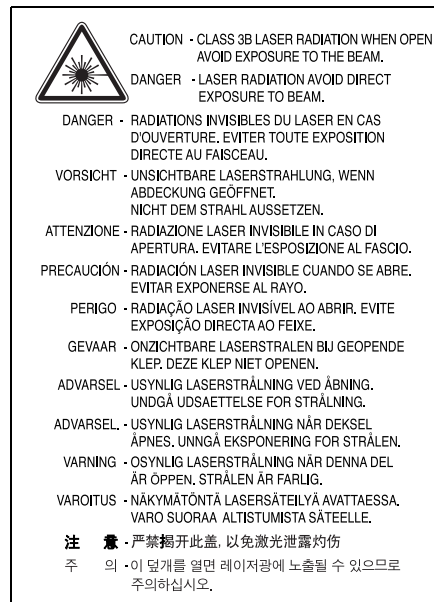 CAUTION - CLASS 3B LASER RADIATION WHEN OPEN
AVOID EXPOSURE TO THE BEAM.
DANGER - LASER RADIATION AVOID DIRECT
EXPOSURE TO BEAM.
DANGER - RADIATIONS INVISIBLES DU LASER EN CAS
D'OUVERTURE. EVITER TOUTE EXPOSITION
DIRECTE AU FAISCEAU.
VORSICHT - UNSICHTBARE LASERSTRAHLUNG, WENN
ABDECKUNG GEÖFFNET.
NICHT DEM STRAHL AUSSETZEN.
ATTENZIONE - RADIAZIONE LASER INVISIBILE IN CASO DI
APERTURA. EVITARE L'ESPOSIZIONE AL FASCIO.
PRECAUCIÓN - RADIACIÓN LASER INVISIBLE CUANDO SE ABRE.
EVITAR EXPONERSE AL RAYO.
PERIGO - RADIAÇÃO LASER INVISÍVEL AO ABRIR. EVITE
EXPOSIÇÃO DIRECTA AO FEIXE.
GEVAAR - ONZICHTBARE LASERSTRALEN BIJ GEOPENDE
KLEP. DEZE KLEP NIET OPENEN.
ADVARSEL - USYNLIG LASERSTRÅLNING VED ÅBNING.
UNDGÅ UDSAETTELSE FOR STRÅLNING.
ADVARSEL. - USYNLIG LASERSTRÅLNING NÅR DEKSEL
ÅPNES. UNNGÅ EKSPONERING FOR STRÅLEN.
VARNING - OSYNLIG LASERSTRÅLNING NÄR DENNA DEL
ÄR ÖPPEN. STRÅLEN ÄR FARLIG.
VAROITUS - NÄKYMÄTÖNTÄ LASERSÄTEILYÄ AVATTAESSA.
VARO SUORAA ALTISTUMISTA SÄTEELLE.
注 意 - 严禁揭开此盖, 以免激光泄露灼伤
주 의 - 이 덮개를 열면 레이저광에 노출될 수 있으므로
주의하십시오.